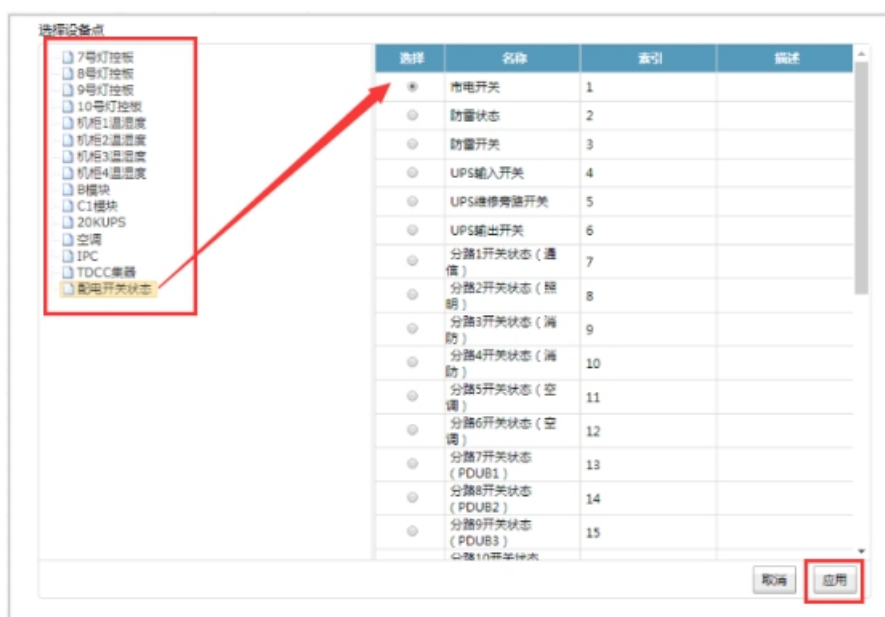 选择设备点
7号灯控板
8号灯控板
9号灯控板
10号灯控板
机柜1温湿度
机柜2温湿度
机柜3温湿度
机柜4温湿度
B模块
C1模块
20KUPS
空调
IPC
TDCC集器
配电开关状态
选择 名称 索引 描述
市电开关 1
防雷状态 2
防雷开关 3
UPS输入开关 4
UPS维修旁路开关 5
UPS输出开关 6
分路1开关状态（通
信） 7
分路2开关状态（照
明） 8
分路3开关状态（消
防） 9
分路4开关状态（消
防） 10
分路5开关状态（空
调） 11
分路6开关状态（空
调） 12
分路7开关状态
（PDUB1） 13
分路8开关状态
（PDUB2） 14
分路9开关状态
（PDUB3） 15
分路10开关状态
取消 应用